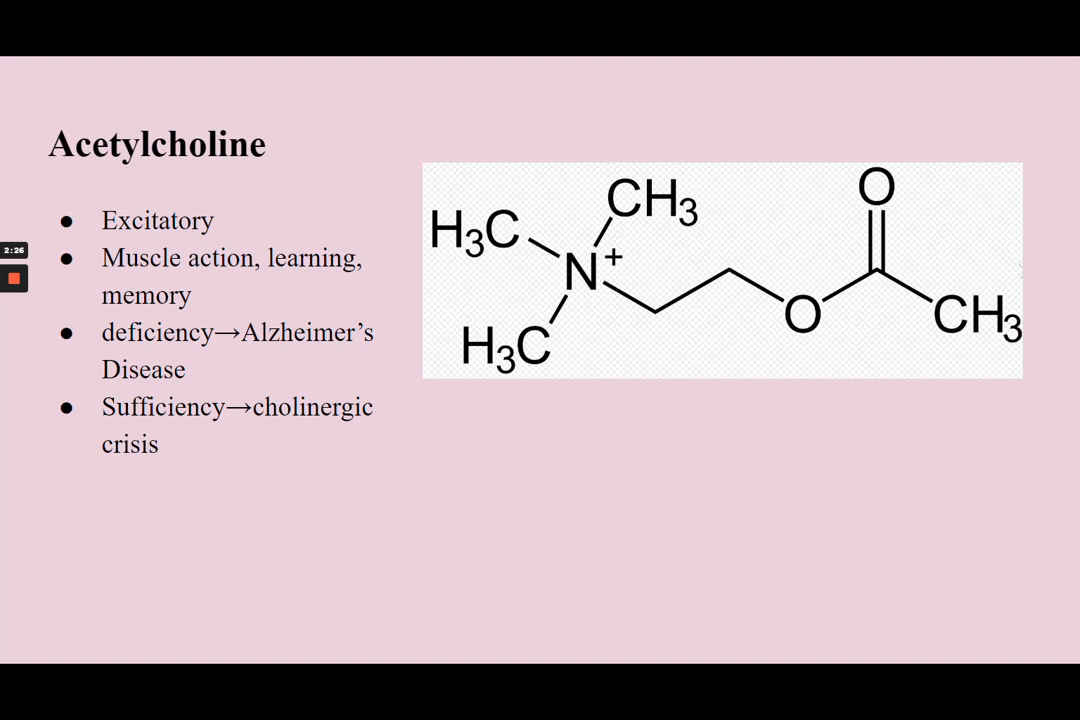 Acetylcholine
● Excitatory
● Muscle action, learning,
memory
● deficiency→Alzheimer’s
Disease
● Sufficiency→cholinergic
crisis
2:26
H3C
CH3
N+
H3C
O
O
CH3